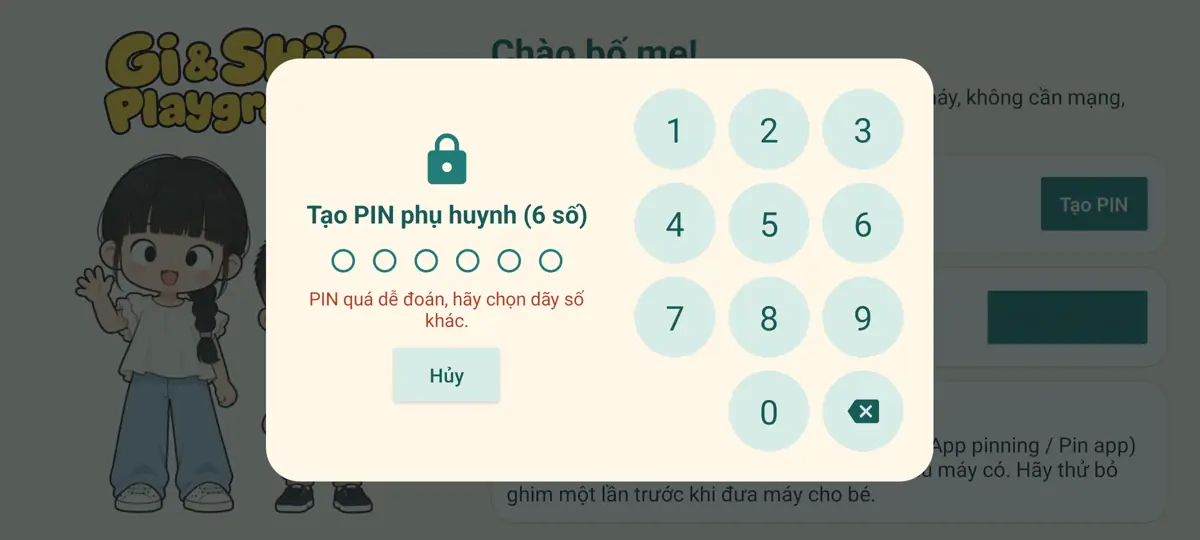 Gi & Shi's
Chào bố mẹ!
máy, không cần mạng,
Tạo PIN phụ huynh (6 số)
PIN quá dễ đoán, hãy chọn dãy số
khác.
Hủy
1 2 3
4 5 6
7 8 9
0
Tạo PIN
(App pinning / Pin app)
máy có. Hãy thử bỏ
ghim một lần trước khi đưa máy cho bé.